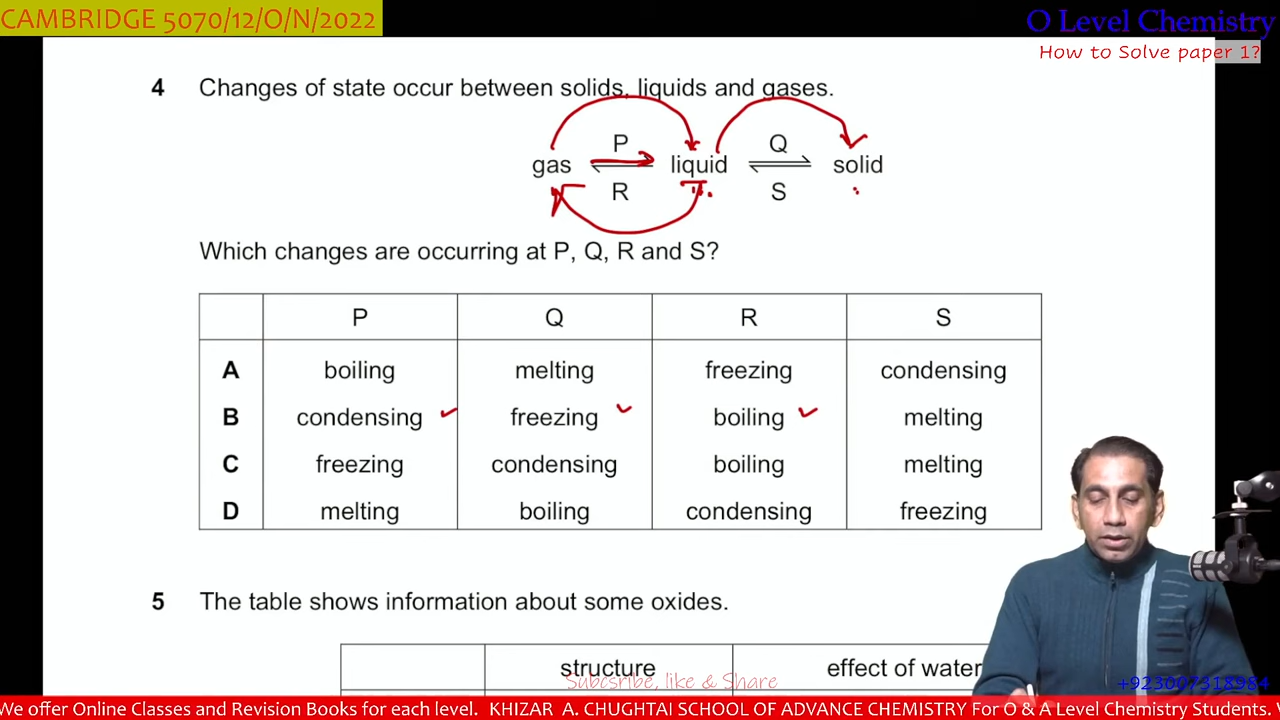 CAMBRIDGE 5070/12/O/N/2022
O Level Chemistry
How to Solve paper 1?
4 Changes of state occur between solids, liquids and gases.
P Q
gas liquid solid
R S
Which changes are occurring at P, Q, R and S?
P Q R S
A boiling melting freezing condensing
B condensing freezing boiling melting
C freezing condensing boiling melting
D melting boiling condensing freezing
5 The table shows information about some oxides.
structure effect of water
Subcsribe, like & Share
+923007318984
We offer Online Classes and Revision Books for each level. KHIZAR A. CHUGHTAI SCHOOL OF ADVANCE CHEMISTRY For O & A Level Chemistry Students.